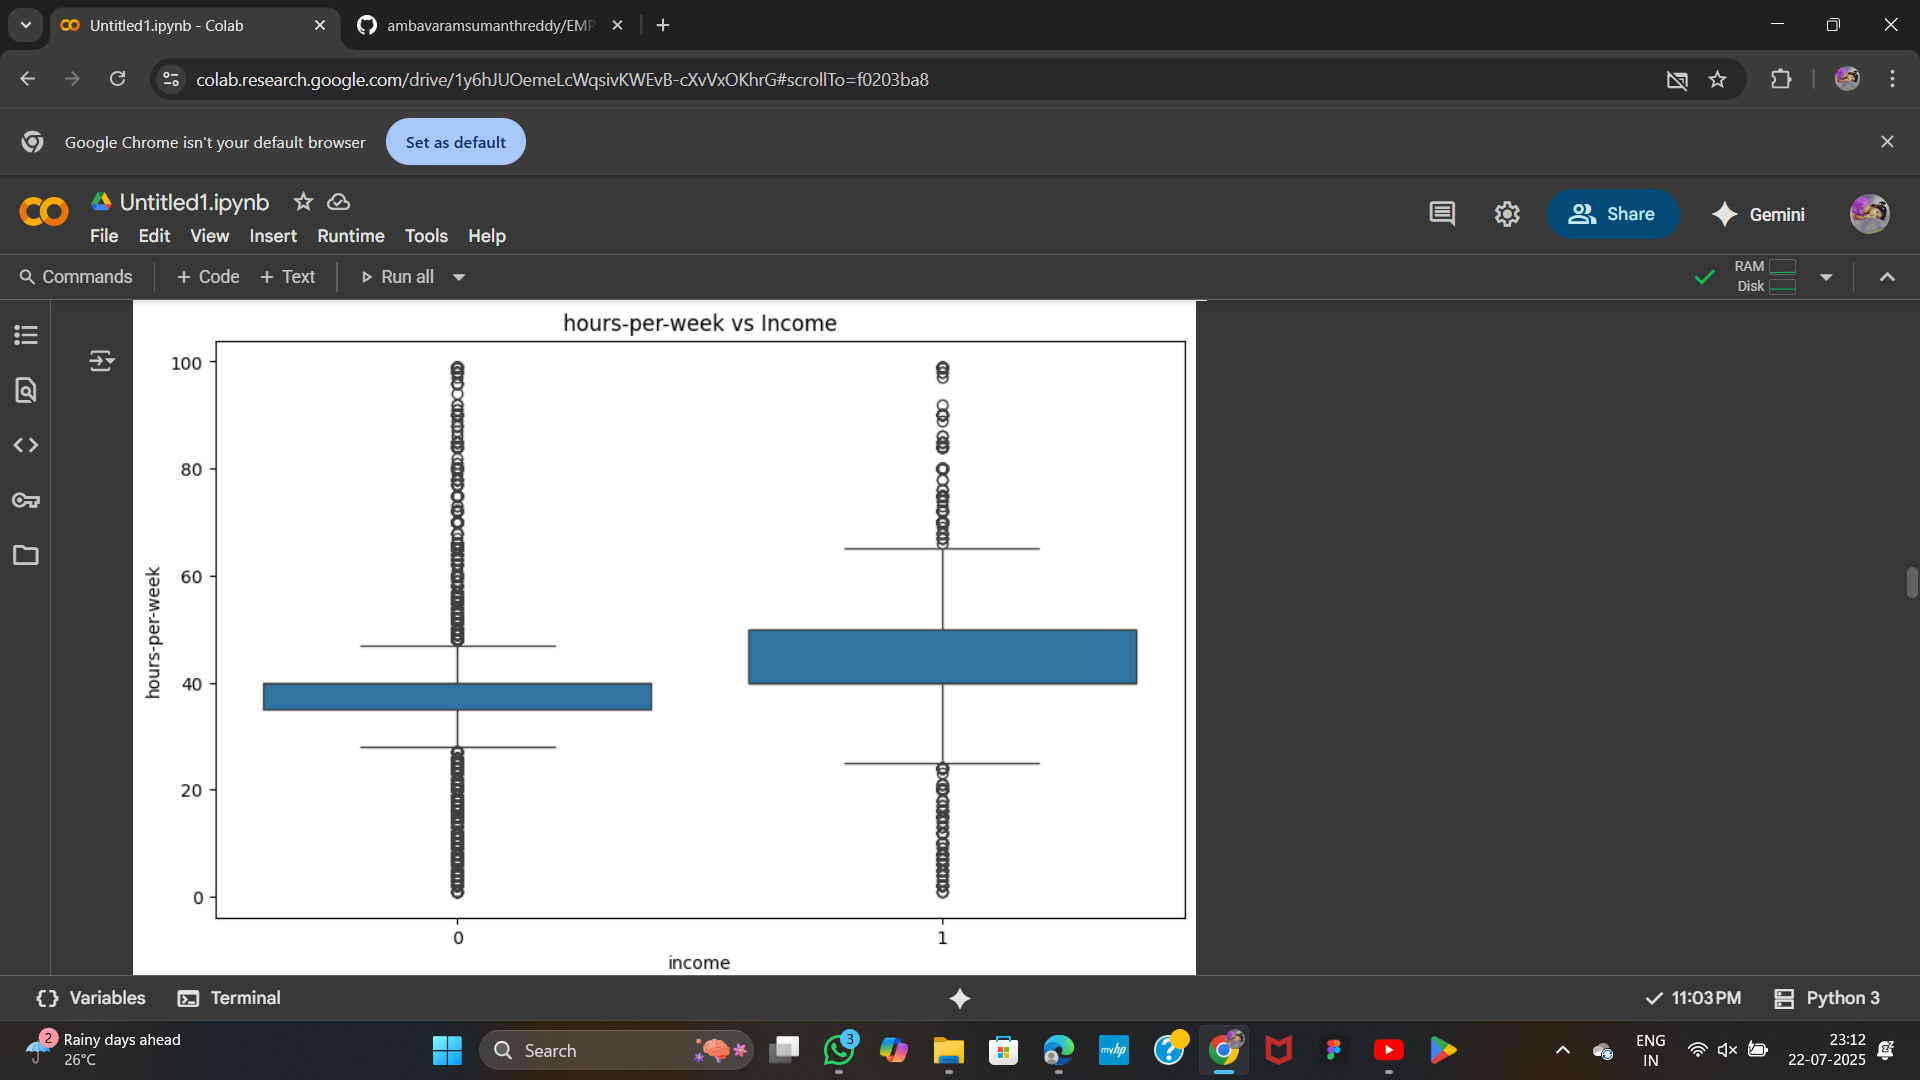 Untitled1.ipynb - Colab
ambavaramsumanthreddy/EMP
colab.research.google.com/drive/1y6hJUOemeLcWqsivKWEvB-cXvVxOKhrG#scrollTo=f0203ba8
Google Chrome isn't your default browser
Set as default
Untitled1.ipynb
File Edit View Insert Runtime Tools Help
Share
Gemini
Commands
+ Code + Text
Run all
RAM
Disk
hours-per-week vs Income
100
80
60
40
20
0
hours-per-week
0 1
income
Variables
Terminal
11:03 PM
Python 3
2
Rainy days ahead
26°C
Search
3
myhp
ENG
IN
23:12
22-07-2025